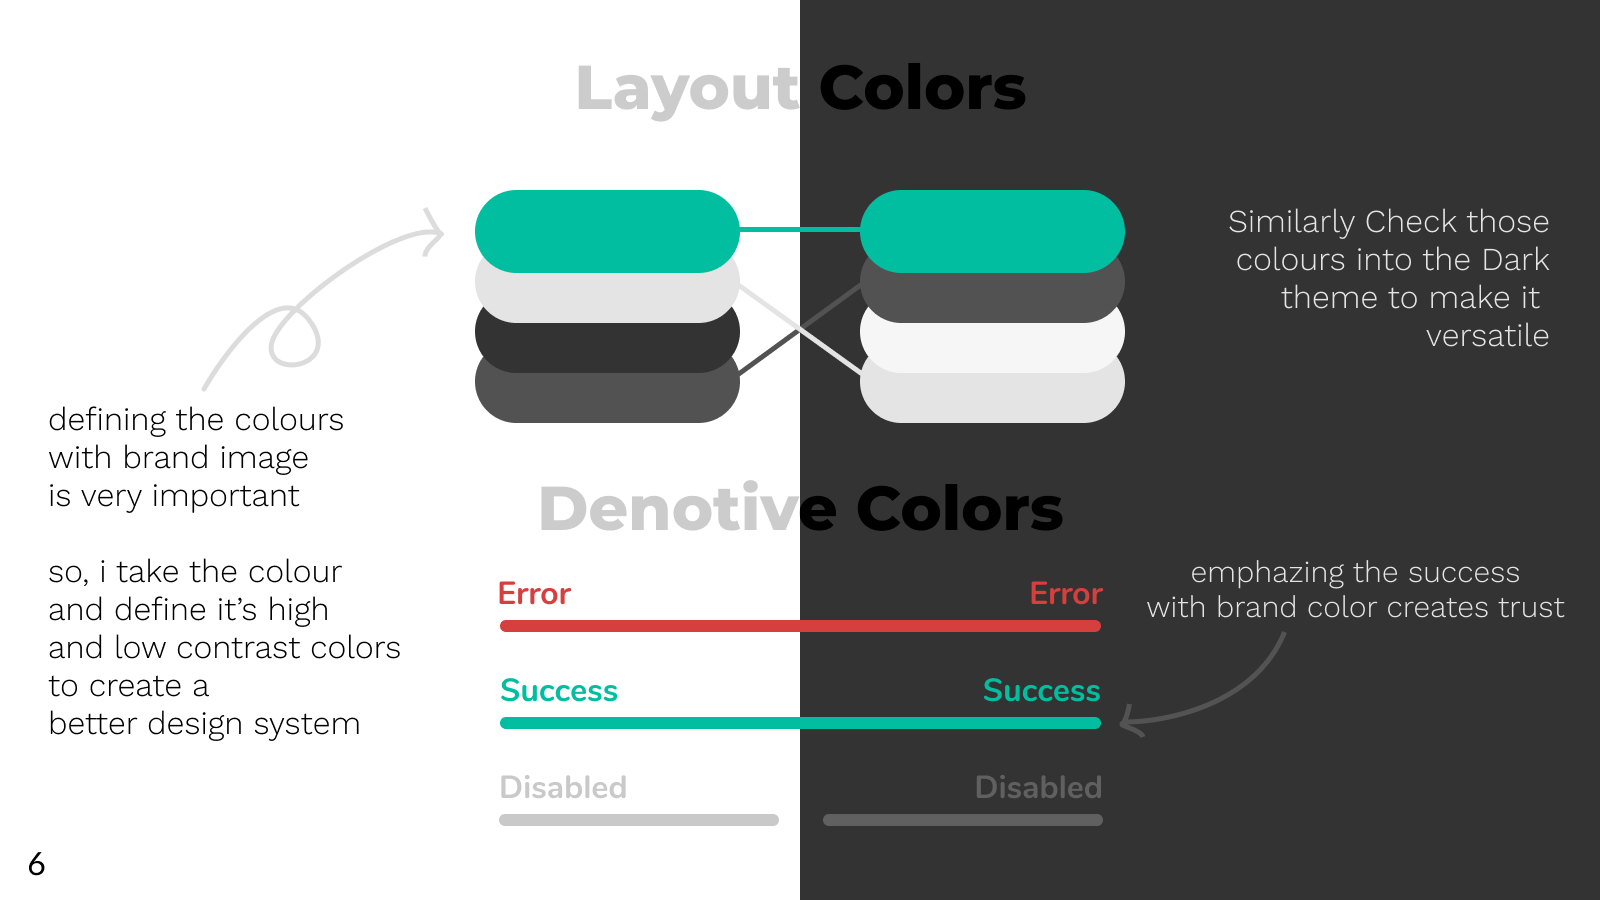 Layout Colors
Similarly Check those
colours into the Dark
theme to make it
versatile
defining the colours
with brand image
is very important
so, i take the colour
and define it’s high
and low contrast colors
to create a
better design system
Denotive Colors
Error Error
Success Success
Disabled Disabled
emphazing the success
with brand color creates trust
6